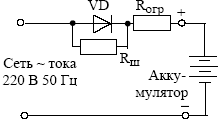 VD
Rогр
+
Rш
Сеть ~ тока
220 В 50 Гц
Акку-
мулятор
−